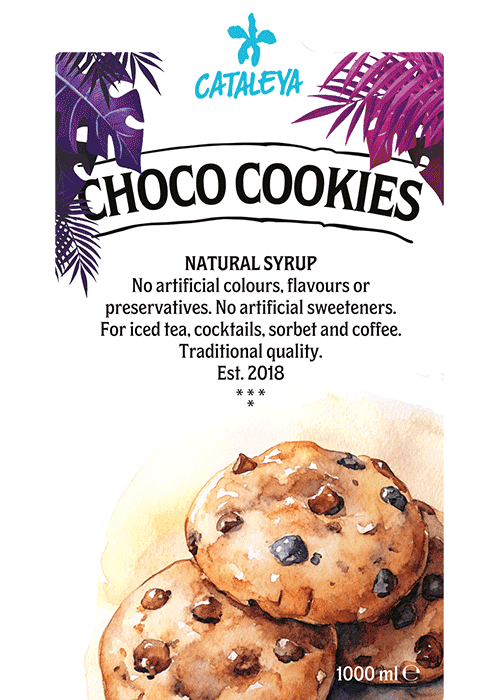 CATALEYA
CHOCO COOKIES
NATURAL SYRUP
No artificial colours, flavours or
preservatives. No artificial sweeteners.
For iced tea, cocktails, sorbet and coffee.
Traditional quality.
Est. 2018
* * *
*
1000 ml ℮